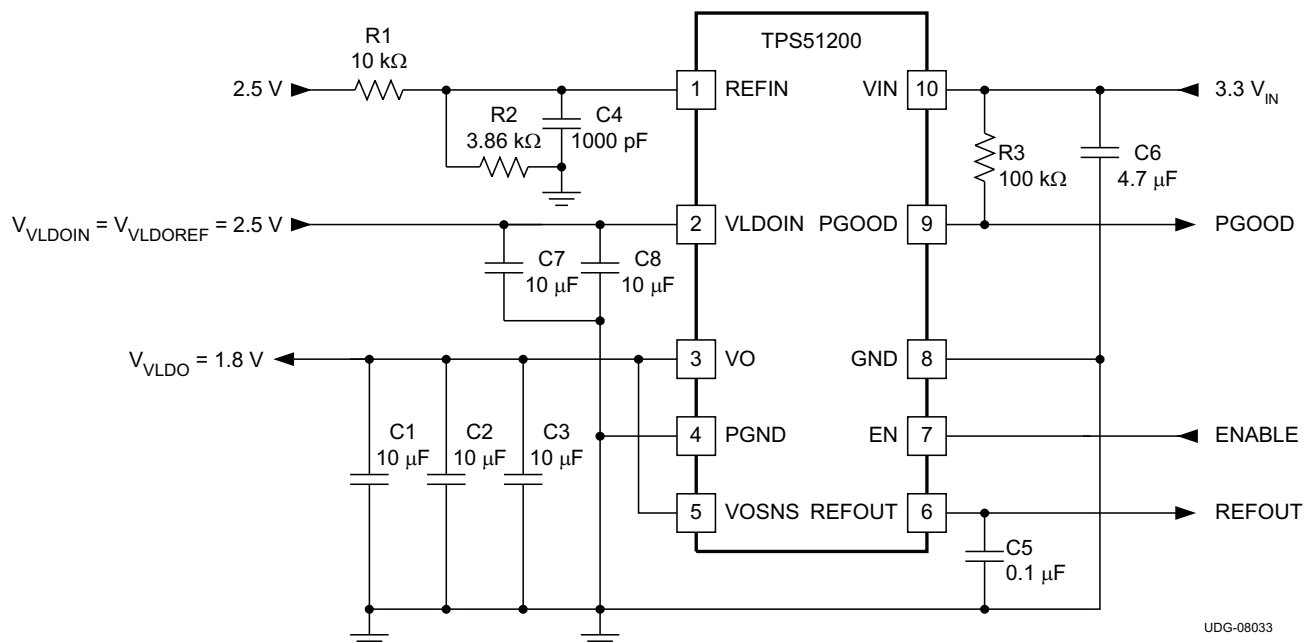 TPS51200
R1
10 kΩ
2.5 V
1 REFIN
VIN 10
3.3 V_IN
R2
3.86 kΩ
C4
1000 pF
R3
100 kΩ
C6
4.7 μF
V_VLDOIN = V_VLDOREF = 2.5 V
2 VLDOIN
PGOOD 9
PGOOD
C7
10 μF
C8
10 μF
V_VLDO = 1.8 V
3 VO
GND 8
C1
10 μF
C2
10 μF
C3
10 μF
4 PGND
EN 7
ENABLE
5 VOSNS
REFOUT 6
REFOUT
C5
0.1 μF
UDG-08033